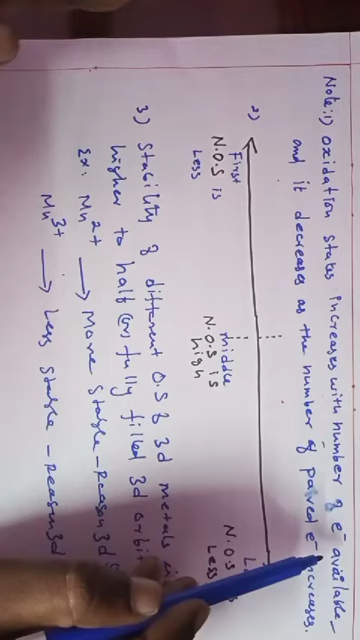 Note:1) Oxidation states increases with number of e- available -
and it decreases as the number of paired e- increases.
2)
First middle L
N.O.S is N.O.S is N.O.S
Less high Less
3) Stability of different O.S of 3d metals is
higher to half (or) fully filled 3d orbit
Ex: Mn2+ → More Stable - Reason 3d5
Mn3+ → Less Stable - Reason 3d